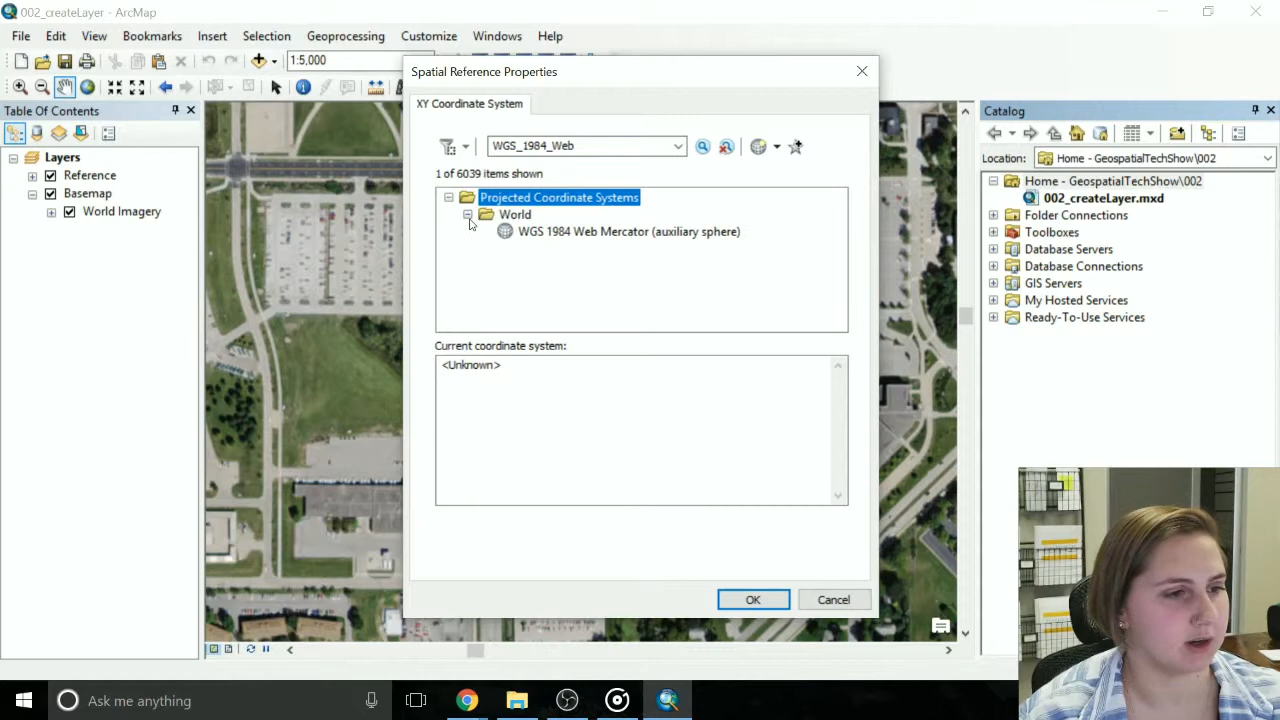 002_createLayer - ArcMap
File Edit View Bookmarks Insert Selection Geoprocessing Customize Windows Help
1:5,000
Table Of Contents
Layers
Reference
Basemap
World Imagery
Spatial Reference Properties
XY Coordinate System
WGS_1984_Web
1 of 6039 items shown
Projected Coordinate Systems
World
WGS 1984 Web Mercator (auxiliary sphere)
Current coordinate system:
<Unknown>
OK Cancel
Catalog
Location: Home - GeospatialTechShow\002
Home - GeospatialTechShow\002
002_createLayer.mxd
Folder Connections
Toolboxes
Database Servers
Database Connections
GIS Servers
My Hosted Services
Ready-To-Use Services
Ask me anything